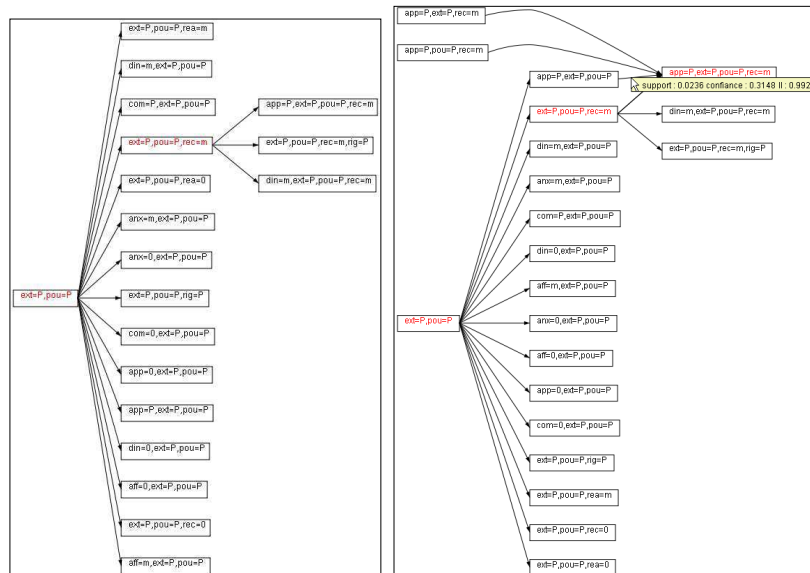 ext=P,pou=P,rea=m
din=m,ext=P,pou=P
com=P,ext=P,pou=P
ext=P,pou=P,rec=m
ext=P,pou=P,rea=0
anx=m,ext=P,pou=P
anx=0,ext=P,pou=P
ext=P,pou=P
ext=P,pou=P,rig=P
com=0,ext=P,pou=P
app=0,ext=P,pou=P
app=P,ext=P,pou=P
din=0,ext=P,pou=P
aff=0,ext=P,pou=P
ext=P,pou=P,rec=0
aff=m,ext=P,pou=P
app=P,ext=P,pou=P,rec=m
ext=P,pou=P,rec=m,rig=P
din=m,ext=P,pou=P,rec=m
app=P,ext=P,rec=m
app=P,pou=P,rec=m
app=P,ext=P,pou=P
ext=P,pou=P,rec=m
din=m,ext=P,pou=P
anx=m,ext=P,pou=P
com=P,ext=P,pou=P
din=0,ext=P,pou=P
aff=m,ext=P,pou=P
ext=P,pou=P
anx=0,ext=P,pou=P
aff=0,ext=P,pou=P
app=0,ext=P,pou=P
com=0,ext=P,pou=P
ext=P,pou=P,rig=P
ext=P,pou=P,rea=m
ext=P,pou=P,rec=0
ext=P,pou=P,rea=0
app=P,ext=P,pou=P,rec=m
support : 0.0236 confiance : 0.3148 II : 0.992
din=m,ext=P,pou=P,rec=m
ext=P,pou=P,rec=m,rig=P